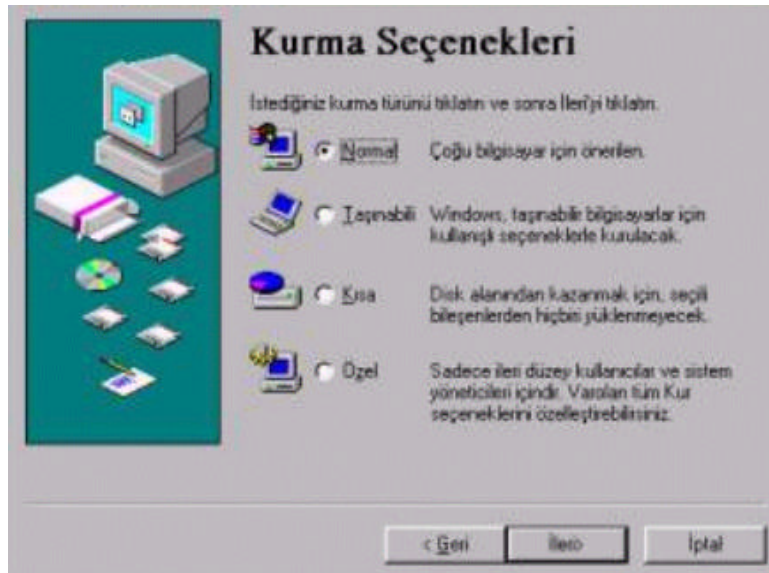 Kurma Seçenekleri
İstediğiniz kurma türünü tıklatın ve sonra İleri'yi tıklatın.
Normal Çoğu bilgisayar için önerilen.
Taşınabili Windows, taşınabilir bilgisayarlar için
kullanışlı seçeneklerle kurulacak.
Kısa Disk alanından kazanmak için, seçili
bileşenlerden hiçbiri yüklenmeyecek.
Özel Sadece ileri düzey kullanıcılar ve sistem
yöneticileri içindir. Varolan tüm Kur
seçeneklerini özelleştirebilirsiniz.
< Geri İleri> İptal